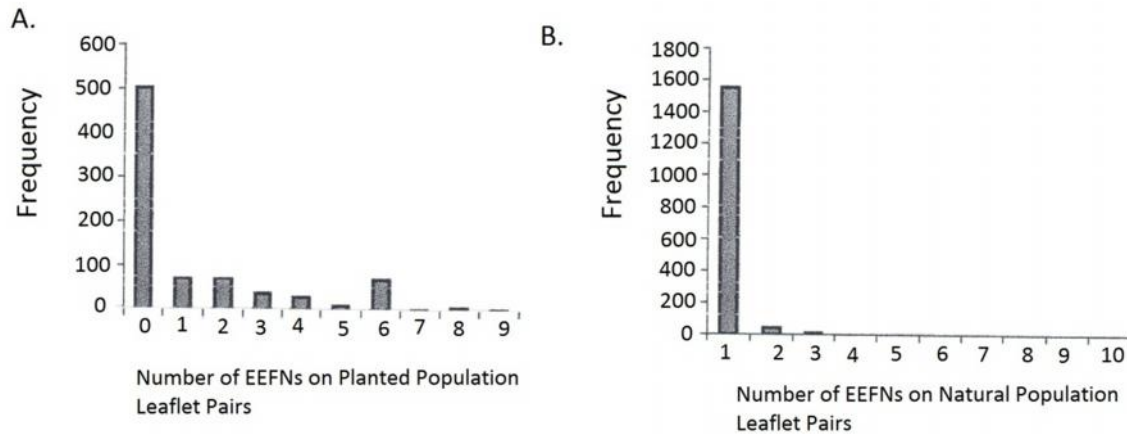 A.
600
500
400
300
200
100
0
Frequency
0 1 2 3 4 5 6 7 8 9
Number of EEFNs on Planted Population
Leaflet Pairs
B.
1800
1600
1400
1200
1000
800
600
400
200
0
Frequency
1 2 3 4 5 6 7 8 9 10
Number of EEFNs on Natural Population
Leaflet Pairs